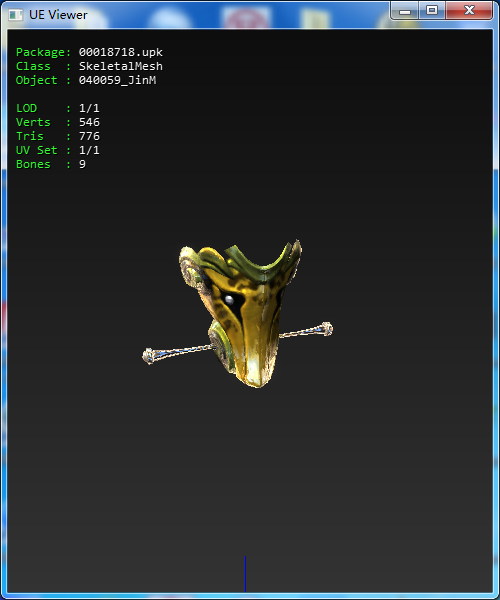 UE Viewer
Package: 00018718.upk
Class : SkeletalMesh
Object : 040059_JinM
LOD : 1/1
Verts : 546
Tris : 776
UV Set : 1/1
Bones : 9